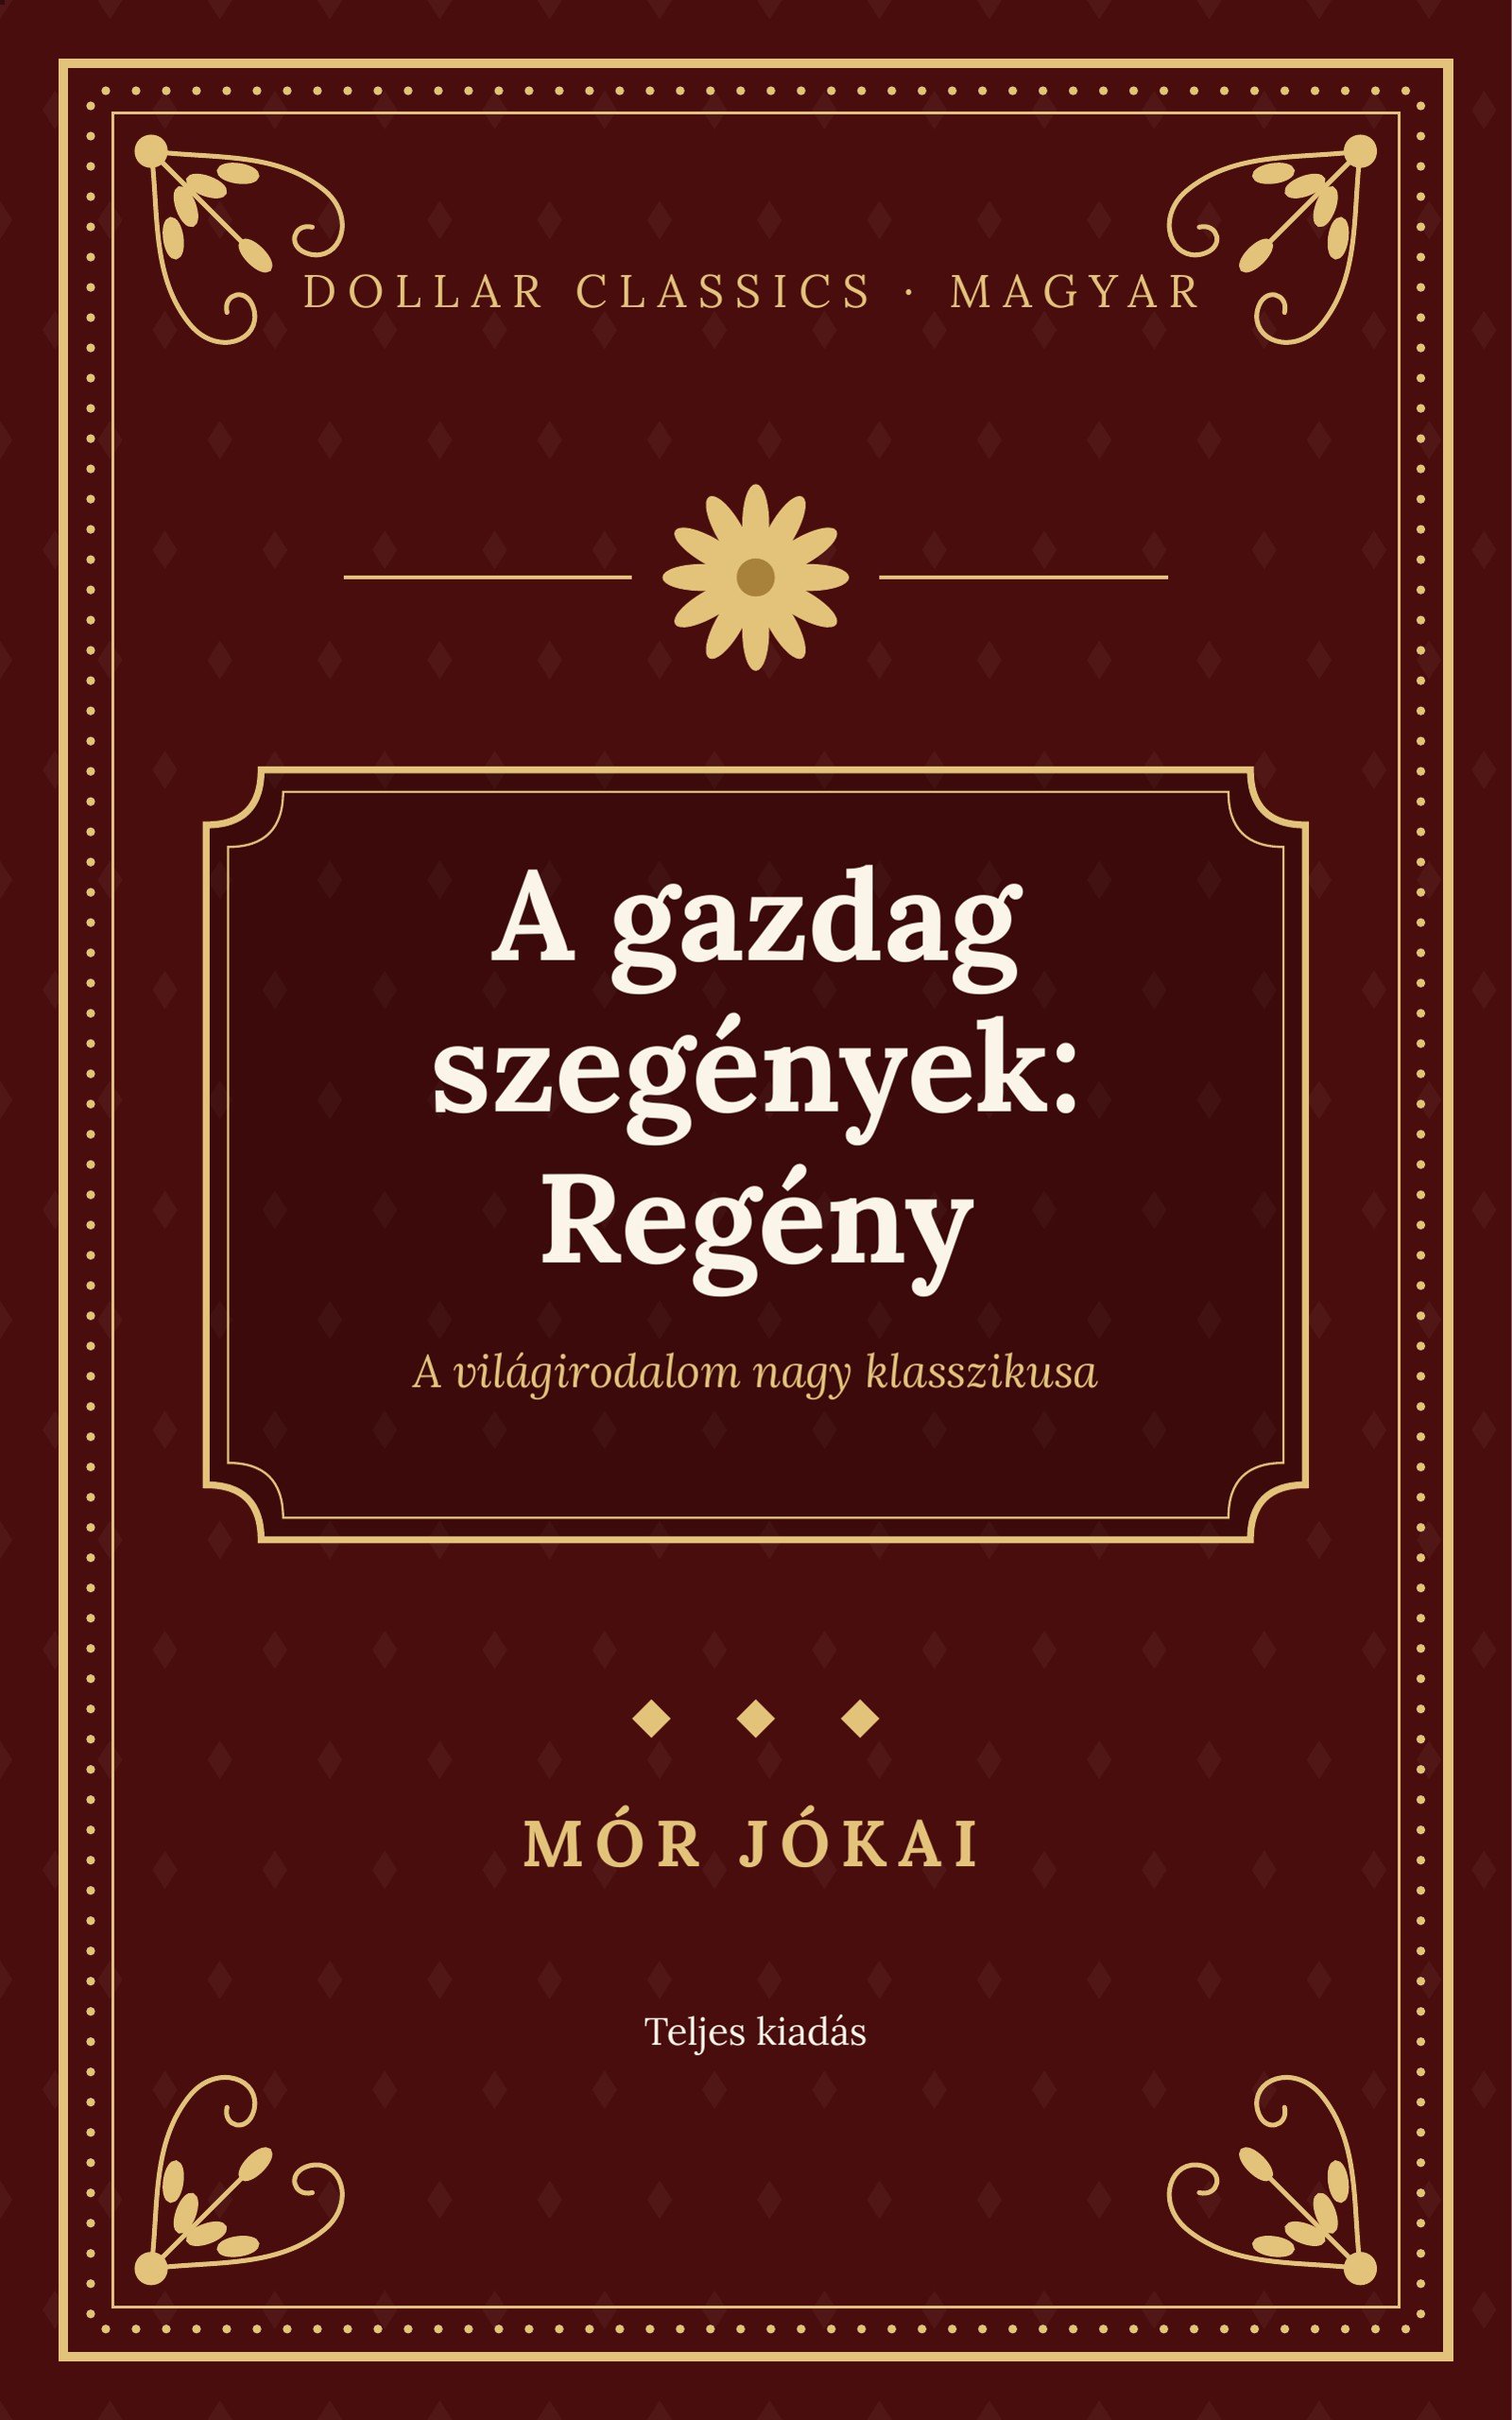 DOLLAR CLASSICS · MAGYAR
A gazdag
szegények:
Regény
A világirodalom nagy klasszikusa
MÓR JÓKAI
Teljes kiadás